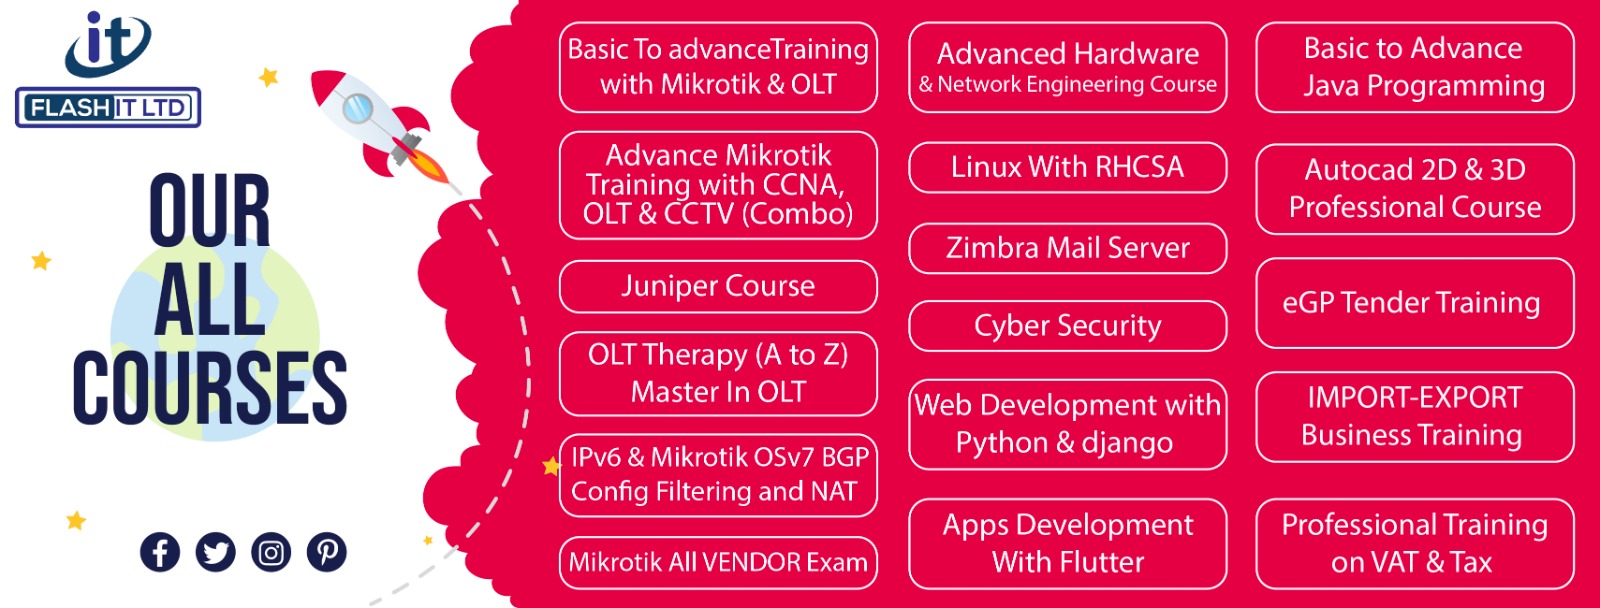 it
FLASH IT LTD
OUR
ALL
COURSES
Basic To advanceTraining
with Mikrotik & OLT
Advance Mikrotik
Training with CCNA,
OLT & CCTV (Combo)
Juniper Course
OLT Therapy (A to Z)
Master In OLT
IPv6 & Mikrotik OSv7 BGP
Config Filtering and NAT
Mikrotik All VENDOR Exam
Advanced Hardware
& Network Engineering Course
Linux With RHCSA
Zimbra Mail Server
Cyber Security
Web Development with
Python & django
Apps Development
With Flutter
Basic to Advance
Java Programming
Autocad 2D & 3D
Professional Course
eGP Tender Training
IMPORT-EXPORT
Business Training
Professional Training
on VAT & Tax